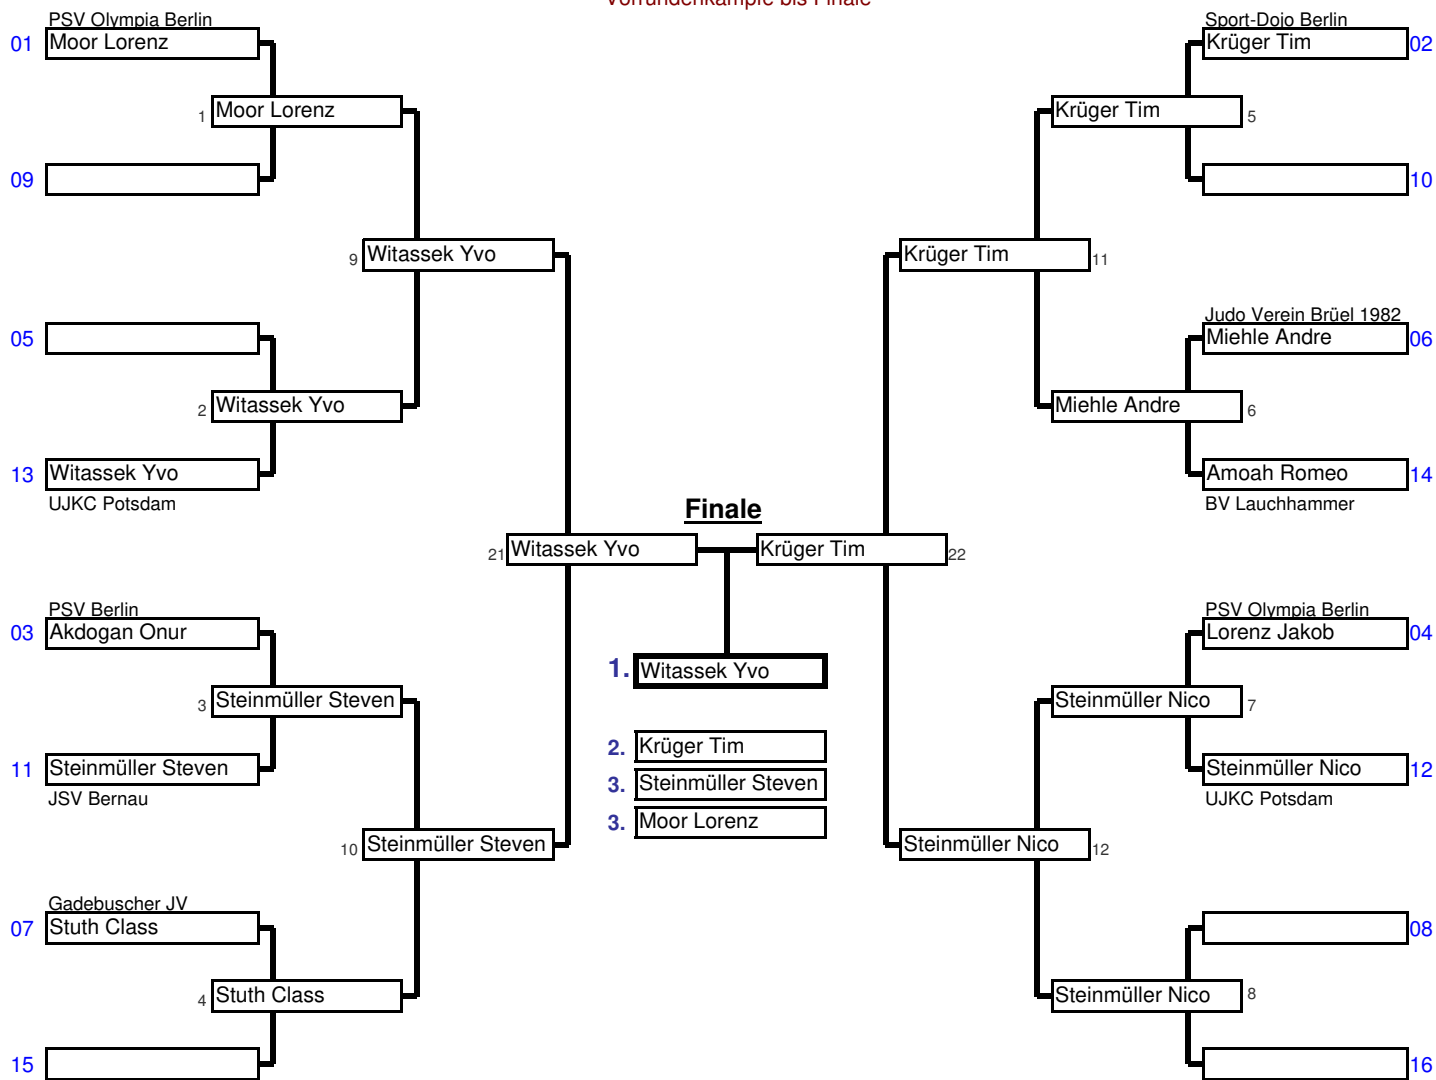 Vorrundenkämpfe bis Finale
PSV Olympia Berlin
01 Moor Lorenz
1 Moor Lorenz
09
9 Witassek Yvo
05
2 Witassek Yvo
13 Witassek Yvo
UJKC Potsdam
21 Witassek Yvo
PSV Berlin
03 Akdogan Onur
3 Steinmüller Steven
11 Steinmüller Steven
JSV Bernau
10 Steinmüller Steven
Gadebuscher JV
07 Stuth Class
4 Stuth Class
15
Finale
1. Witassek Yvo
2. Krüger Tim
3. Steinmüller Steven
3. Moor Lorenz
Sport-Dojo Berlin
Krüger Tim 02
Krüger Tim 5
10
Krüger Tim 11
Judo Verein Brüel 1982
Miehle Andre 06
Miehle Andre 6
Amoah Romeo 14
BV Lauchhammer
Krüger Tim 22
PSV Olympia Berlin
Lorenz Jakob 04
Steinmüller Nico 7
Steinmüller Nico 12
UJKC Potsdam
Steinmüller Nico 12
08
Steinmüller Nico 8
16